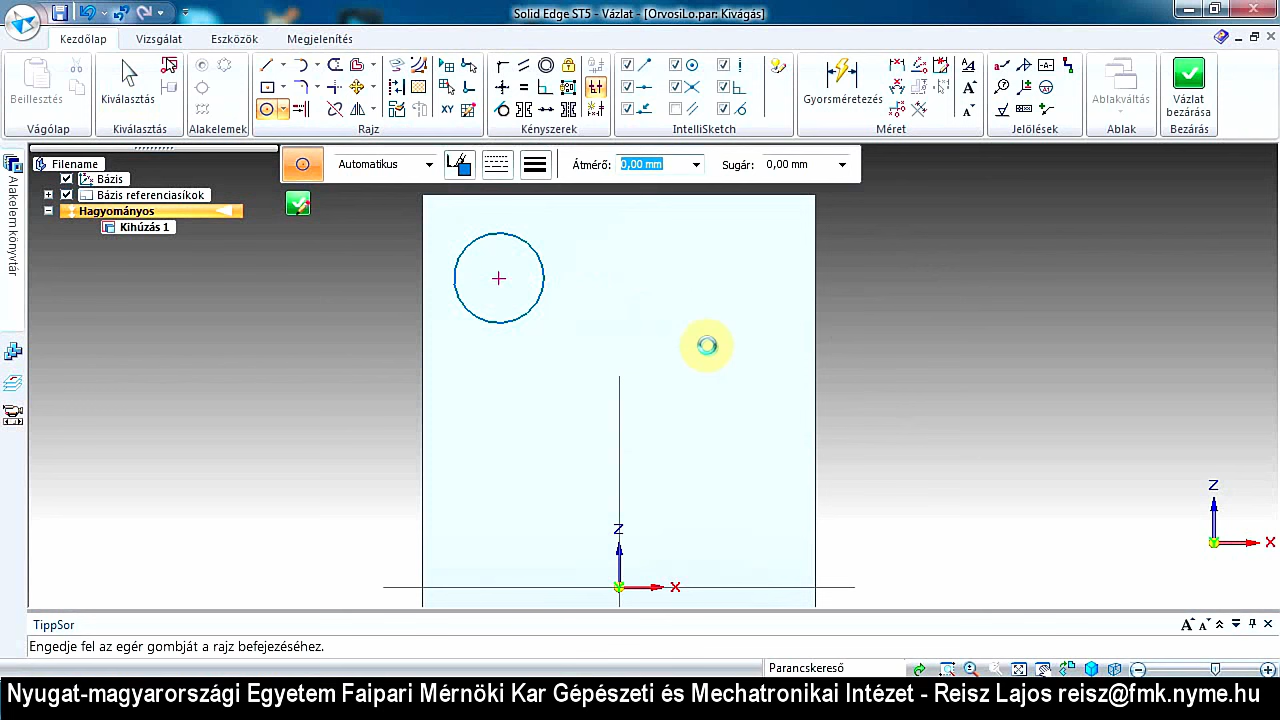 Solid Edge ST5 - Vázlat - [OrvosiLo.par: Kivágás]
Kezdőlap Vizsgálat Eszközök Megjelenítés
Beillesztés Kiválasztás Gyorsméretezés Ablakváltás Vázlat bezárása
Vágólap Kiválasztás Alakelemek Rajz Kényszerek IntelliSketch Méret Jelölések Ablak Bezárás
Automatikus Átmérő: 0,00 mm Sugár: 0,00 mm
Filename
Bázis
Bázis referenciasíkok
Hagyományos
Kihúzás 1
Alakelem könyvtár
Z
X
Z
X
TippSor
Engedje fel az egér gombját a rajz befejezéséhez.
Parancskereső
Nyugat-magyarországi Egyetem Faipari Mérnöki Kar Gépészeti és Mechatronikai Intézet - Reisz Lajos reisz@fmk.nyme.hu